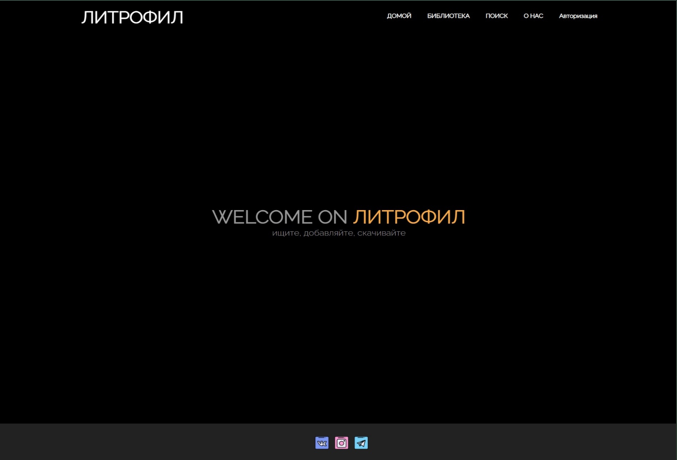 ЛИТРОФИЛ
ДОМОЙ БИБЛИОТЕКА ПОИСК О НАС Авторизация
WELCOME ON ЛИТРОФИЛ
ищите, добавляйте, скачивайте